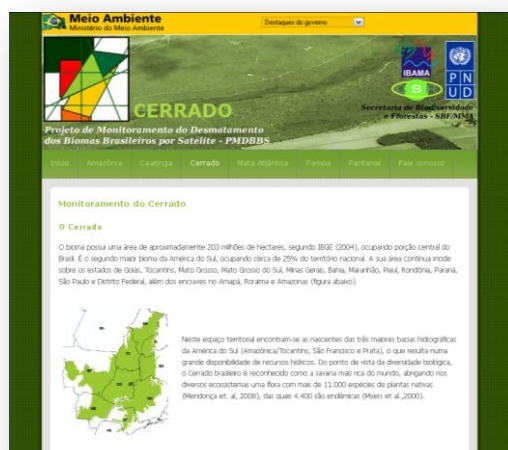 Meio Ambiente
Ministério do Meio Ambiente
Destaques do governo
IBAMA
P N
U D
CERRADO
Secretaria de Biodiversidade
e Florestas - SBF/MMA
Projeto de Monitoramento do Desmatamento
dos Biomas Brasileiros por Satélite - PMDBBS
Início Amazônia Caatinga Cerrado Mata Atlântica Pampa Pantanal Fale conosco
Monitoramento do Cerrado
O Cerrado
O bioma possui uma área de aproximadamente 203 milhões de hectares, segundo IBGE (2004), ocupando porção central do
Brasil. É o segundo maior bioma da América do Sul, ocupando cerca de 25% do território nacional. A sua área contínua incide
sobre os estados de Goiás, Tocantins, Mato Grosso, Mato Grosso do Sul, Minas Gerais, Bahia, Maranhão, Piauí, Rondônia, Paraná,
São Paulo e Distrito Federal, além dos encraves no Amapá, Roraima e Amazonas (figura abaixo).
Neste espaço territorial encontram-se as nascentes das três maiores bacias hidrográficas
da América do Sul (Amazônica/Tocantins, São Francisco e Prata), o que resulta numa
grande disponibilidade de recursos hídricos. Do ponto de vista da diversidade biológica,
o Cerrado brasileiro é reconhecido como a savana mais rica do mundo, abrigando nos
diversos ecossistemas uma flora com mais de 11.000 espécies de plantas nativas
(Mendonça et. al, 2008), das quais 4.400 são endêmicas (Myers et al.,2000).